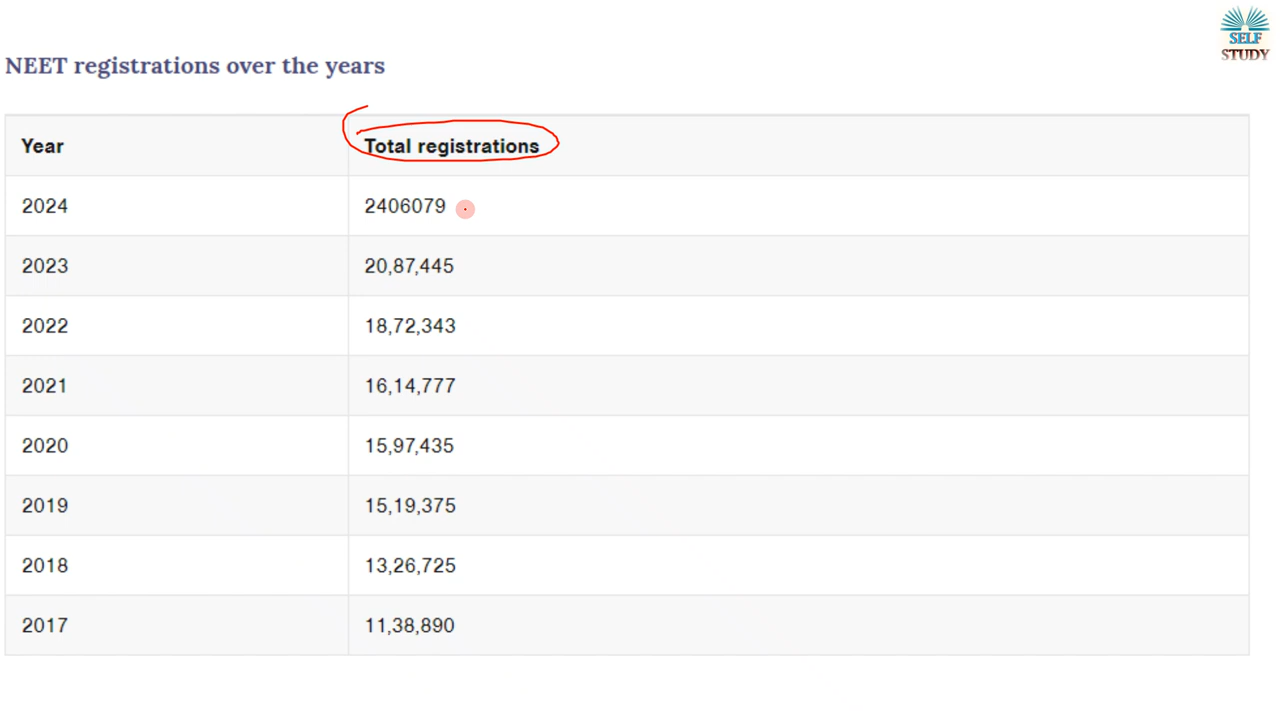 SELF
STUDY
NEET registrations over the years
Year Total registrations
2024 2406079
2023 20,87,445
2022 18,72,343
2021 16,14,777
2020 15,97,435
2019 15,19,375
2018 13,26,725
2017 11,38,890